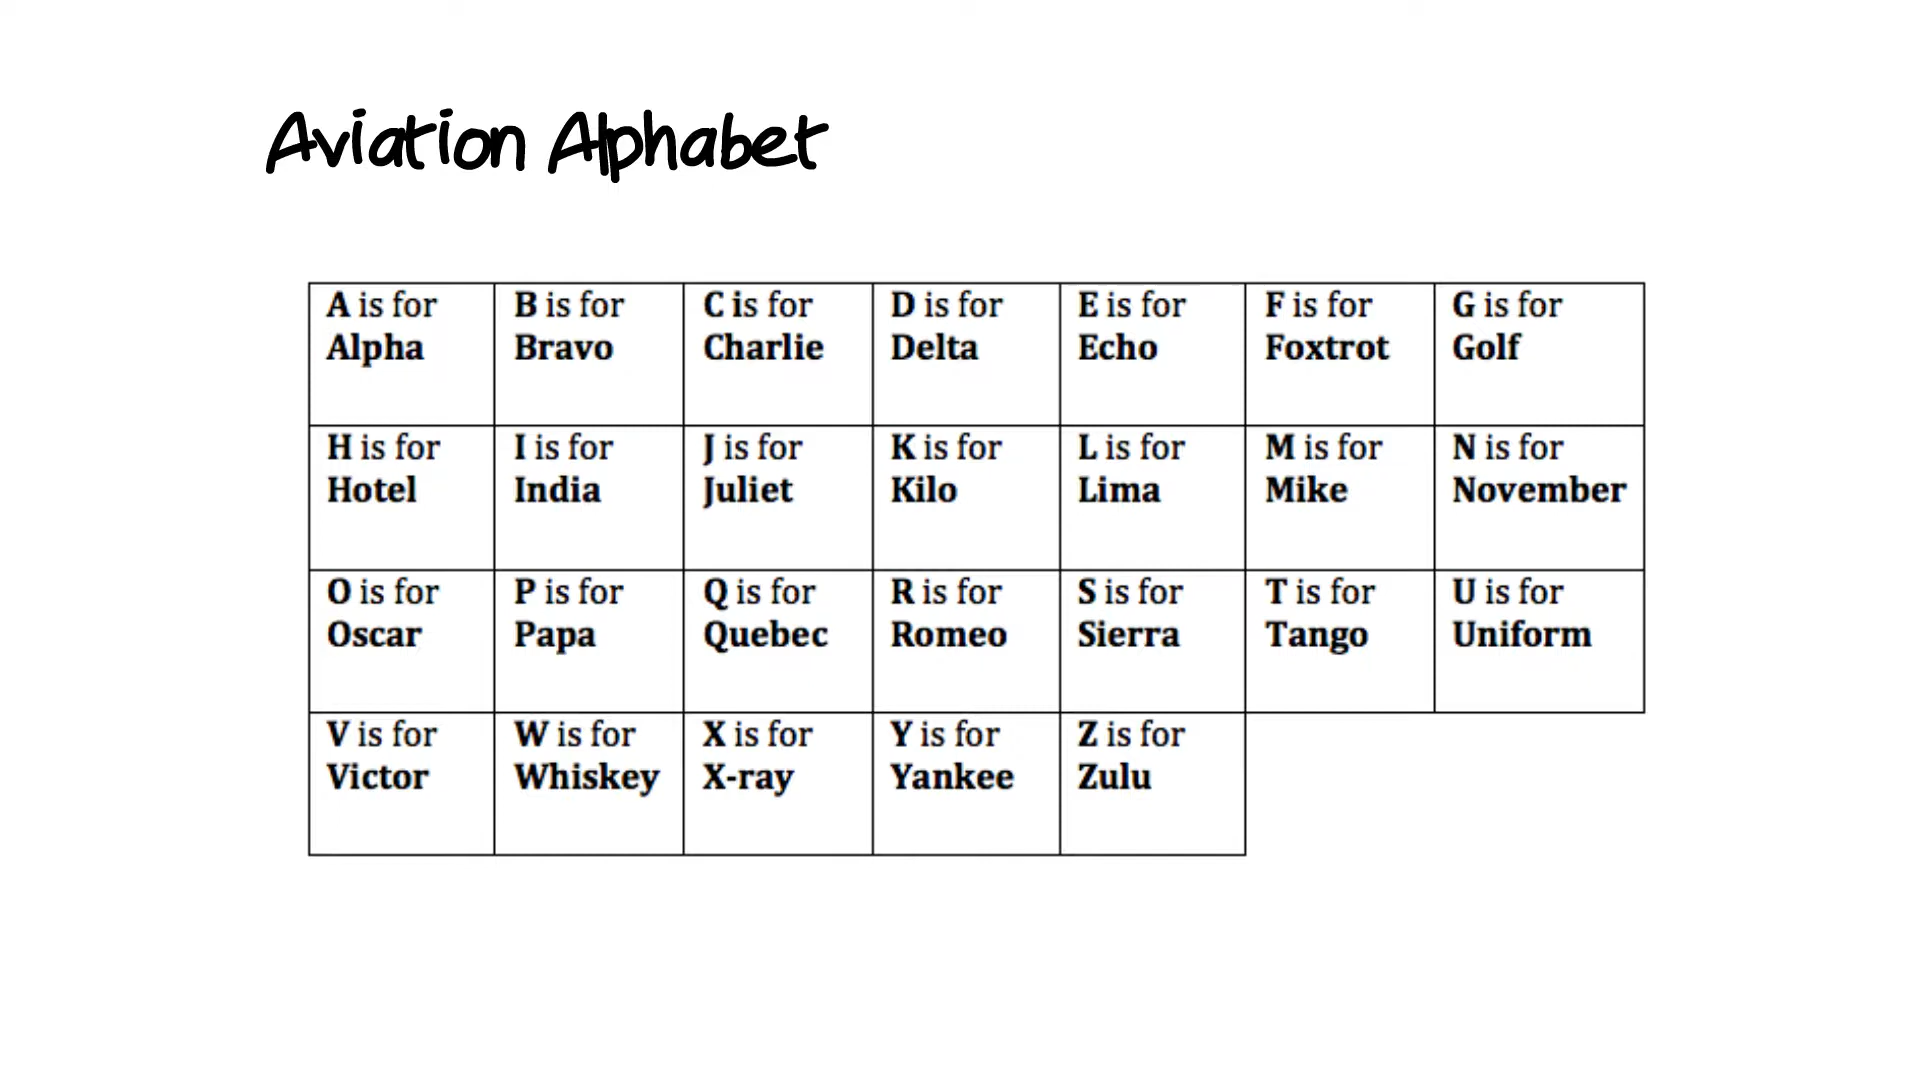 Aviation Alphabet
A is for
Alpha
B is for
Bravo
C is for
Charlie
D is for
Delta
E is for
Echo
F is for
Foxtrot
G is for
Golf
H is for
Hotel
I is for
India
J is for
Juliet
K is for
Kilo
L is for
Lima
M is for
Mike
N is for
November
O is for
Oscar
P is for
Papa
Q is for
Quebec
R is for
Romeo
S is for
Sierra
T is for
Tango
U is for
Uniform
V is for
Victor
W is for
Whiskey
X is for
X-ray
Y is for
Yankee
Z is for
Zulu